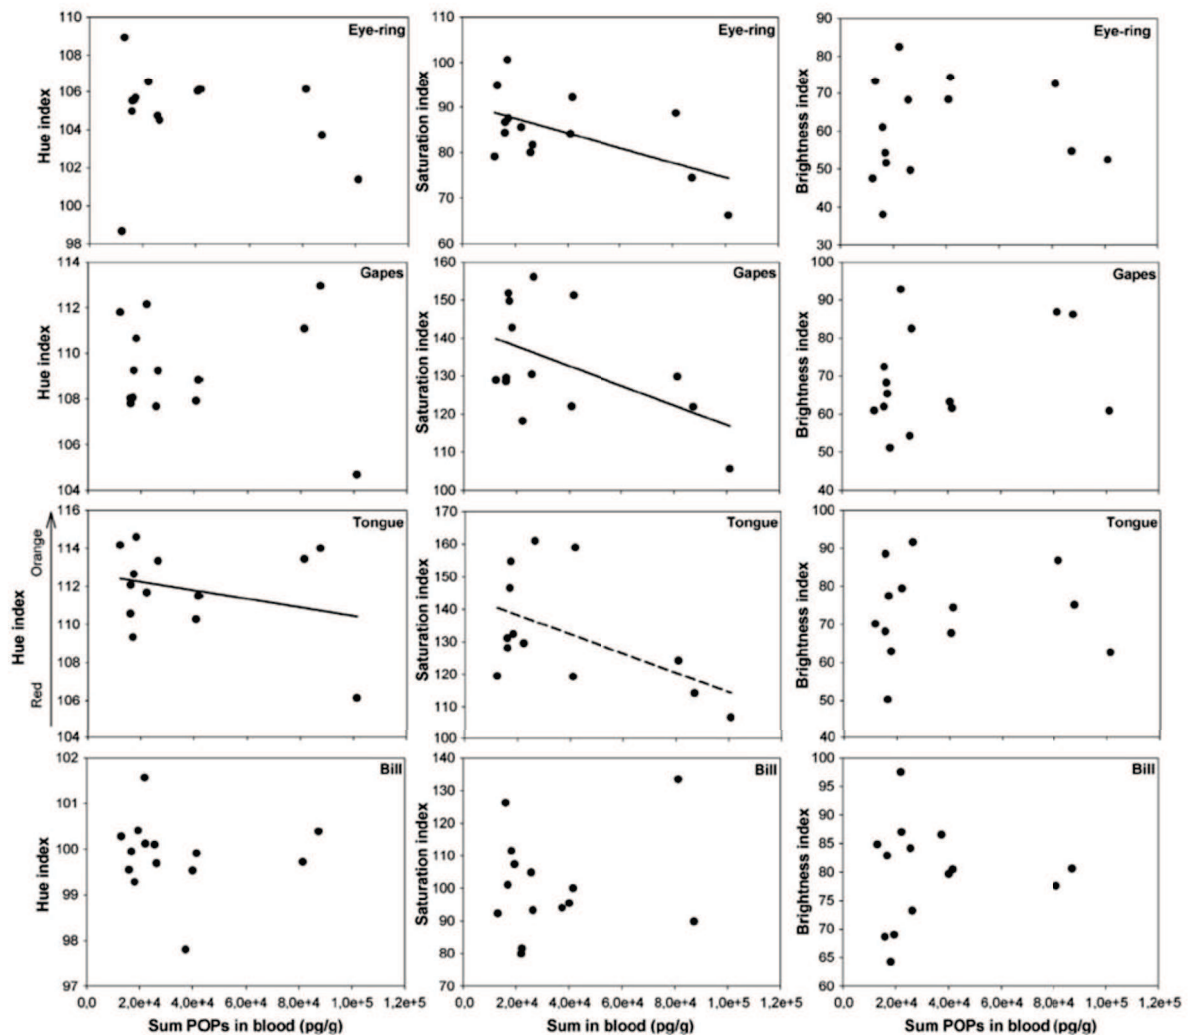 110
108
106
104
102
100
98
Hue index
Eye-ring
110
100
90
80
70
60
Saturation index
Eye-ring
90
80
70
60
50
40
30
Brightness index
Eye-ring
114
112
110
108
106
104
Hue index
Gapes
160
150
140
130
120
110
100
Saturation index
Gapes
100
90
80
70
60
50
40
Brightness index
Gapes
Orange
Red
116
114
112
110
108
106
104
Hue index
Tongue
170
160
150
140
130
120
110
100
Saturation index
Tongue
100
90
80
70
60
50
40
Brightness index
Tongue
102
101
100
99
98
97
Hue index
Bill
0,0 2,0e+4 4,0e+4 6,0e+4 8,0e+4 1,0e+5 1,2e+5
Sum POPs in blood (pg/g)
140
130
120
110
100
90
80
70
Saturation index
Bill
0,0 2,0e+4 4,0e+4 6,0e+4 8,0e+4 1,0e+5 1,2e+5
Sum in blood (pg/g)
100
95
90
85
80
75
70
65
60
Brightness index
Bill
0,0 2,0e+4 4,0e+4 6,0e+4 8,0e+4 1,0e+5 1,2e+5
Sum POPs in blood (pg/g)